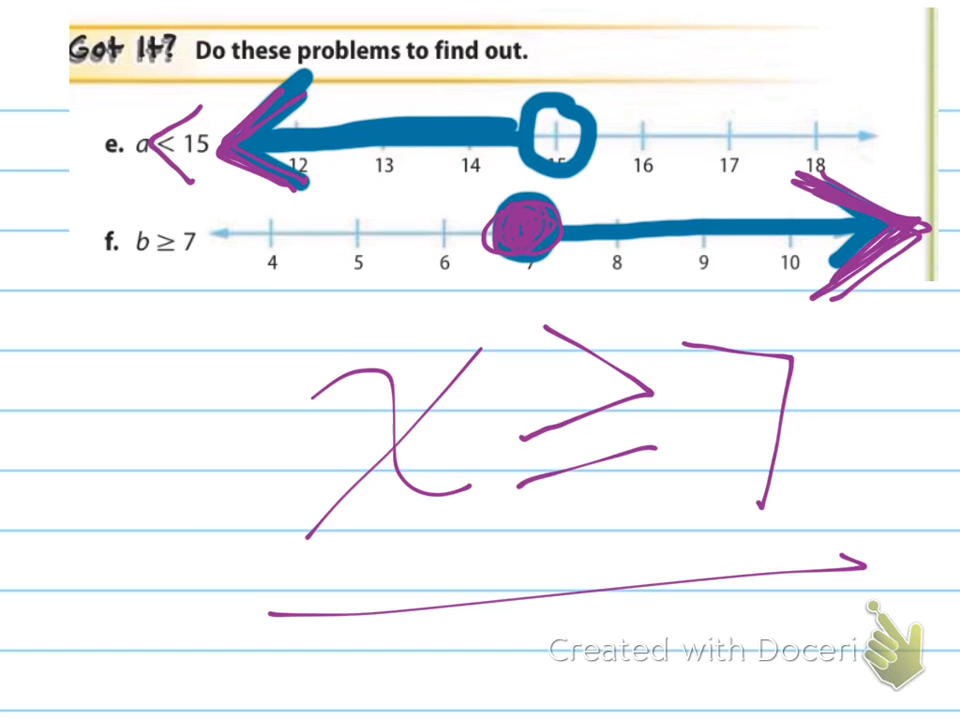 Got It? Do these problems to find out.
e. a < 15
12 13 14 15 16 17 18
f. b ≥ 7
4 5 6 7 8 9 10
x ≥ 7
Created with Doceri